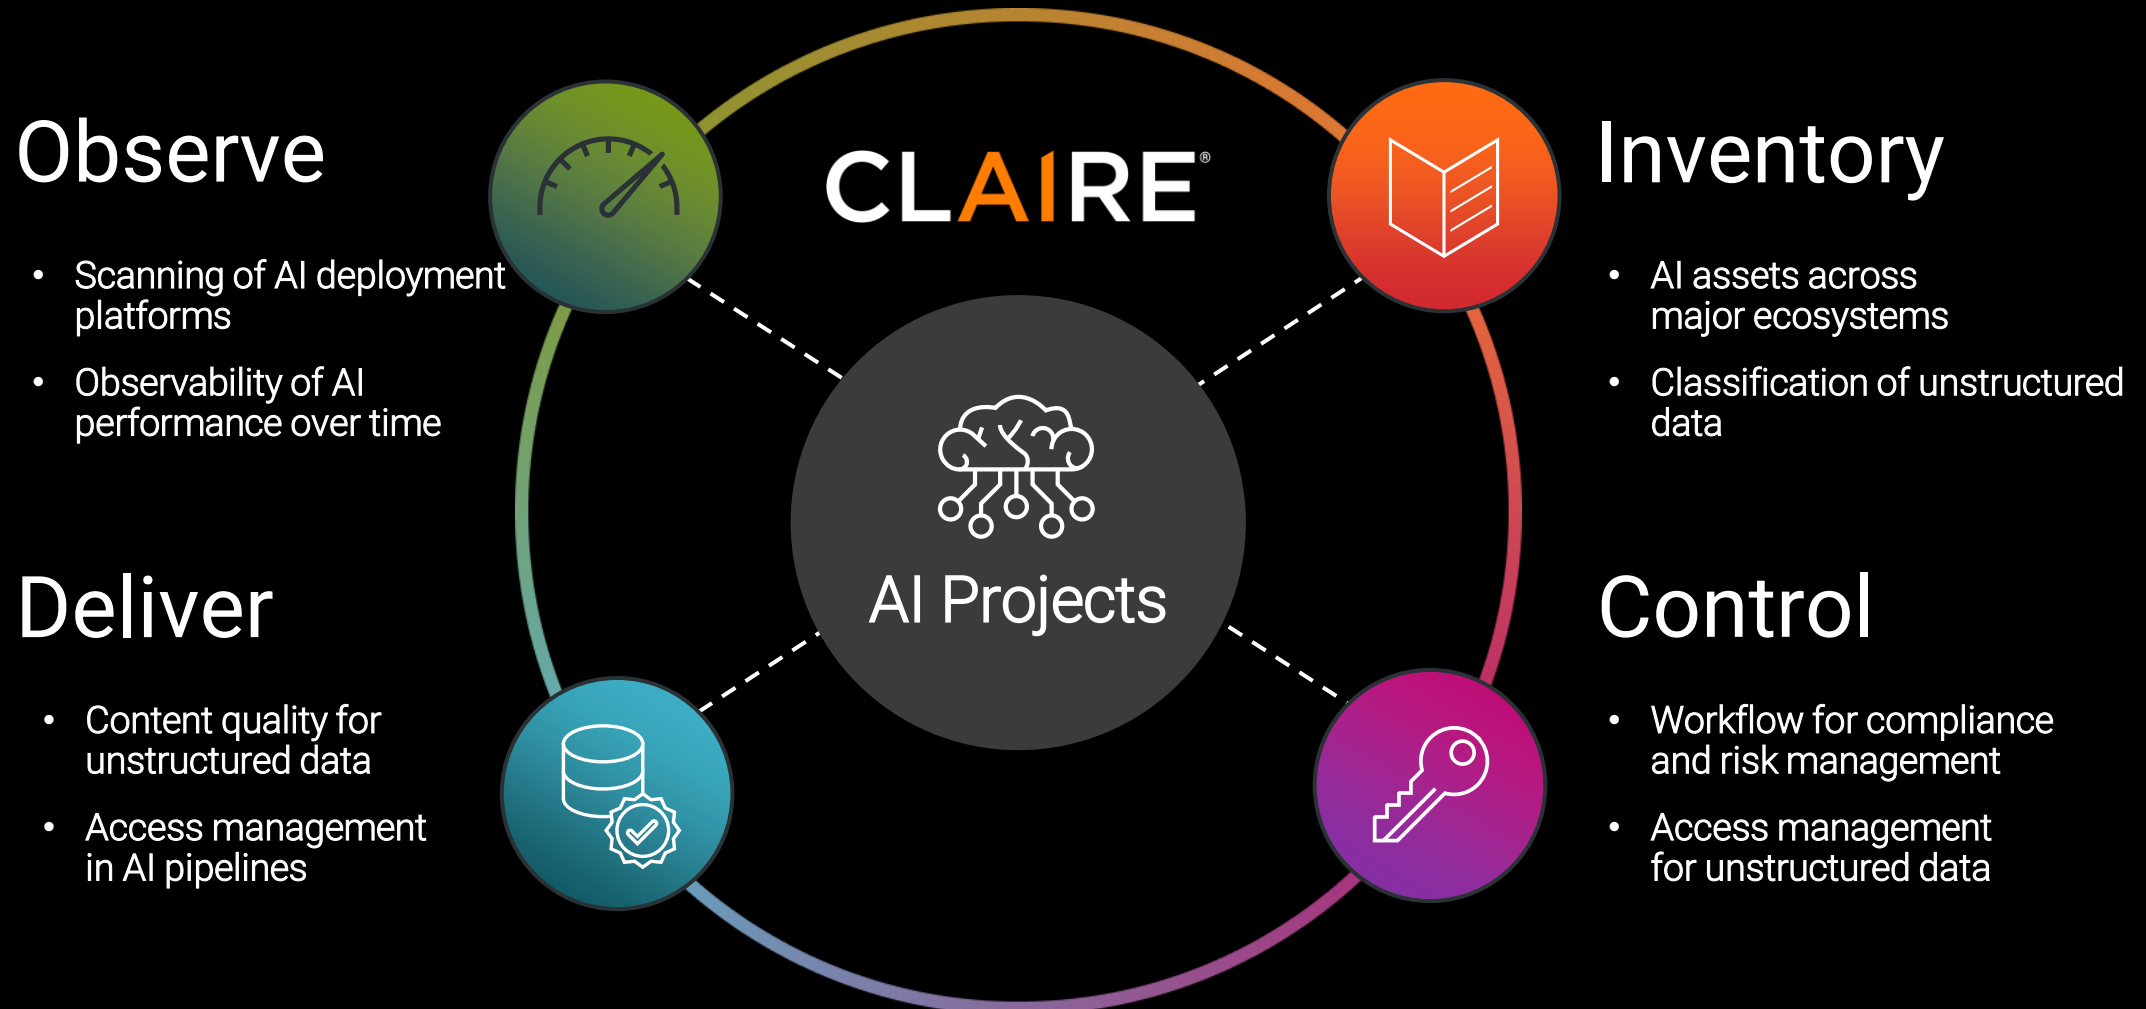 CLAIRE®
Observe
• Scanning of AI deployment
platforms
• Observability of AI
performance over time
Inventory
• AI assets across
major ecosystems
• Classification of unstructured
data
AI Projects
Deliver
• Content quality for
unstructured data
• Access management
in AI pipelines
Control
• Workflow for compliance
and risk management
• Access management
for unstructured data